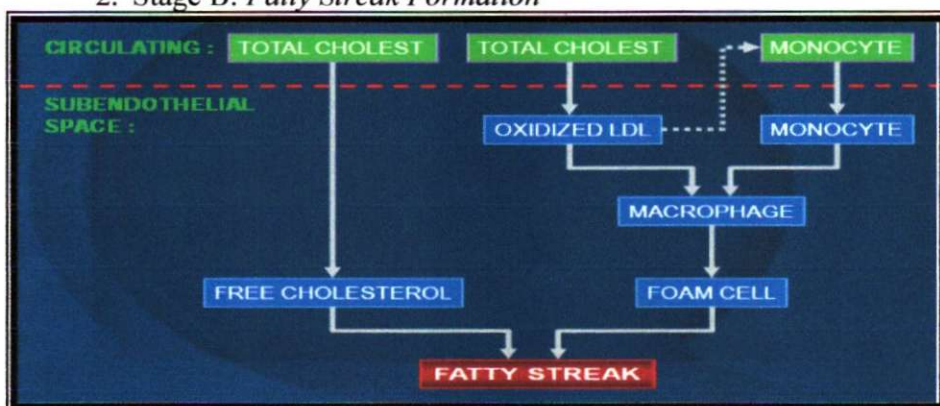 2. Stage B: Fatty Streak Formation
CIRCULATING : TOTAL CHOLEST TOTAL CHOLEST MONOCYTE
SUBENDOTHELIAL
SPACE :
OXIDIZED LDL MONOCYTE
MACROPHAGE
FREE CHOLESTEROL FOAM CELL
FATTY STREAK